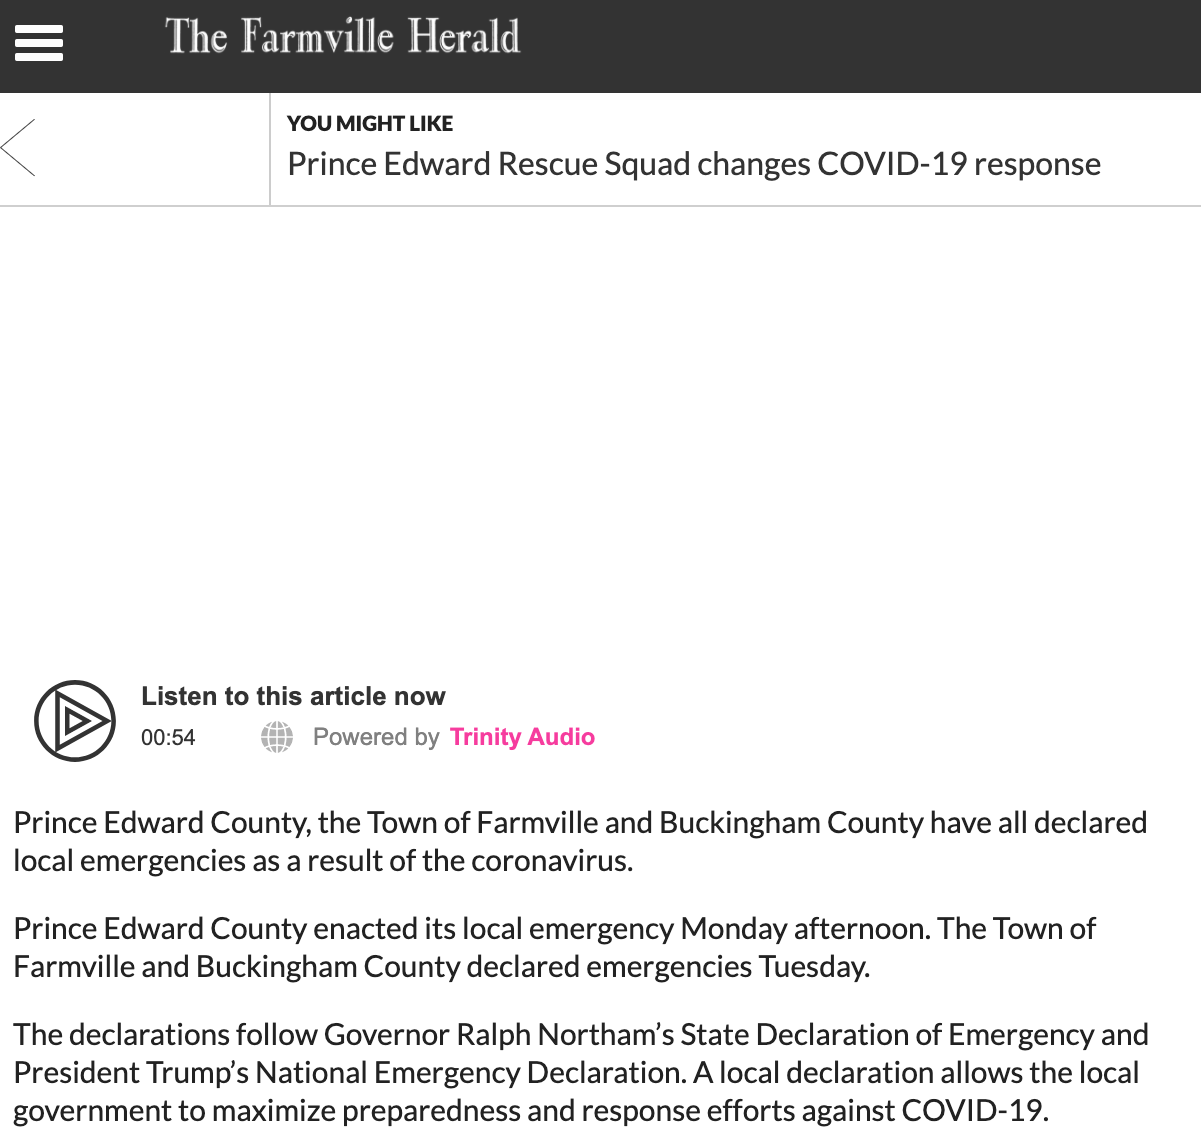 The Farmville Herald
YOU MIGHT LIKE
Prince Edward Rescue Squad changes COVID-19 response
Listen to this article now
00:54 Powered by Trinity Audio
Prince Edward County, the Town of Farmville and Buckingham County have all declared
local emergencies as a result of the coronavirus.
Prince Edward County enacted its local emergency Monday afternoon. The Town of
Farmville and Buckingham County declared emergencies Tuesday.
The declarations follow Governor Ralph Northam’s State Declaration of Emergency and
President Trump’s National Emergency Declaration. A local declaration allows the local
government to maximize preparedness and response efforts against COVID-19.